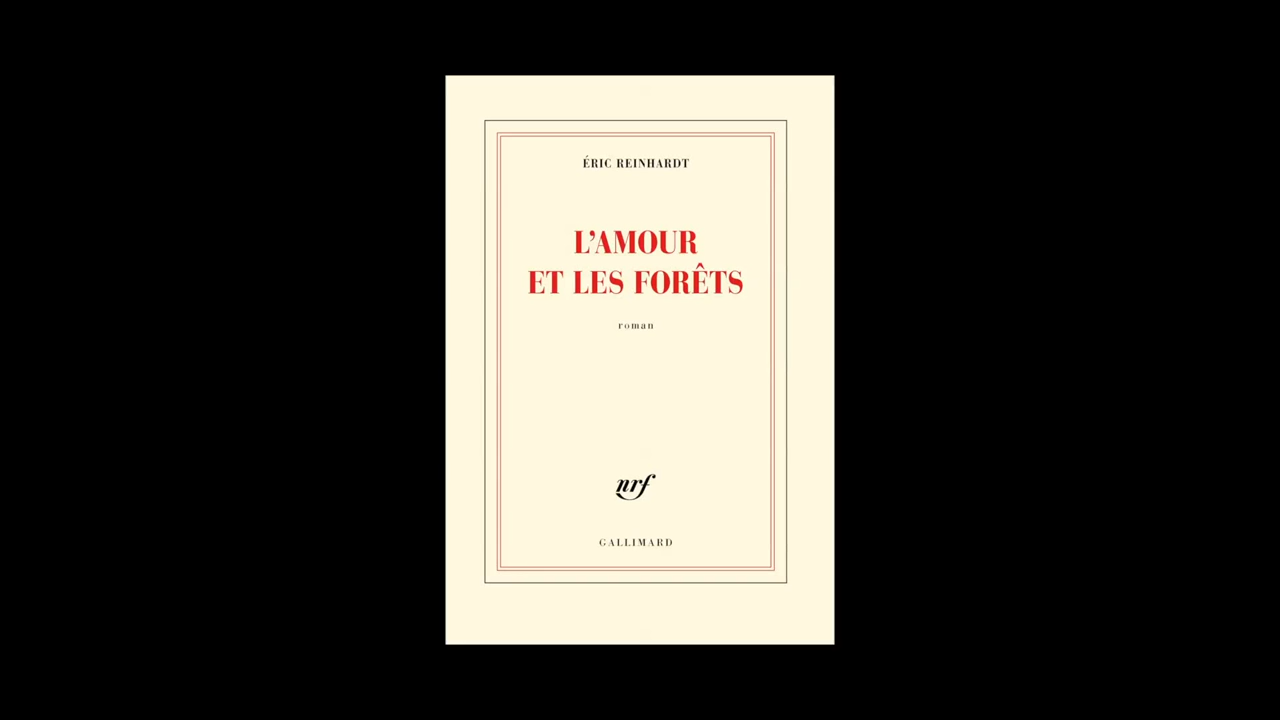 ÉRIC REINHARDT
L’AMOUR
ET LES FORÊTS
roman
nrf
GALLIMARD